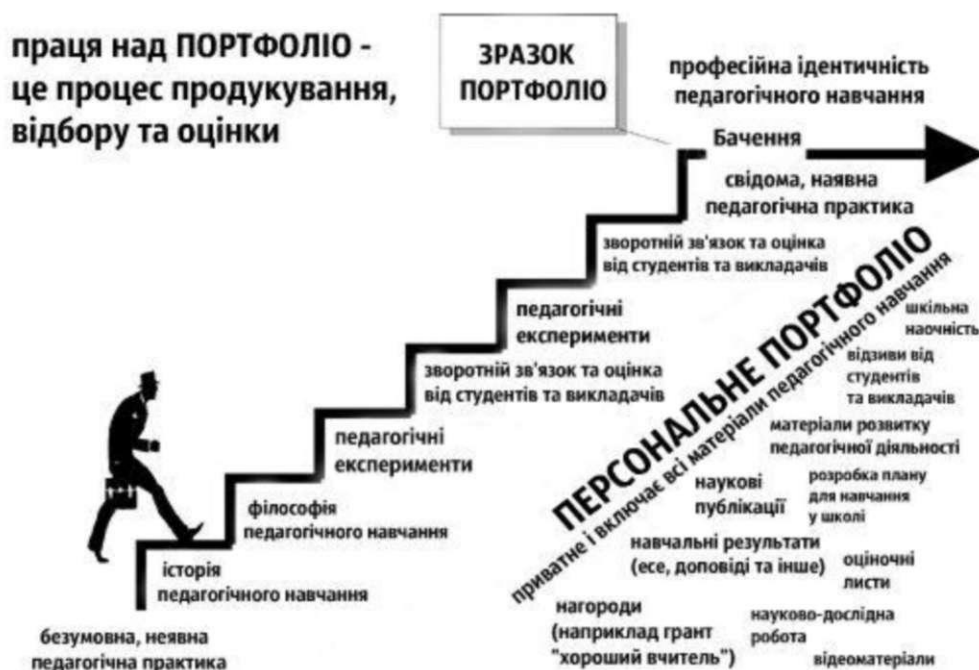 праця над ПОРТФОЛІО -
це процес продукування,
відбору та оцінки
ЗРАЗОК
ПОРТФОЛІО
професійна ідентичність
педагогічного навчання
Бачення
свідома, наявна
педагогічна практика
зворотній зв'язок та оцінка
від студентів та викладачів
педагогічні
експерименти
зворотній зв'язок та оцінка
від студентів та викладачів
педагогічні
експерименти
філософія
педагогічного навчання
історія
педагогічного навчання
безумовна, неявна
педагогічна практика
ПЕРСОНАЛЬНЕ ПОРТФОЛІО
приватне і включає всі матеріали педагогічного навчання
шкільна
наочність
відзиви від
студентів
та викладачів
матеріали розвитку
педагогічної діяльності
наукові
публікації
розробка плану
для навчання
у школі
навчальні результати
(есе, доповіді та інше)
оціночні
листи
нагороди
(наприклад грант
"хороший вчитель")
науково-дослідна
робота
відеоматеріали